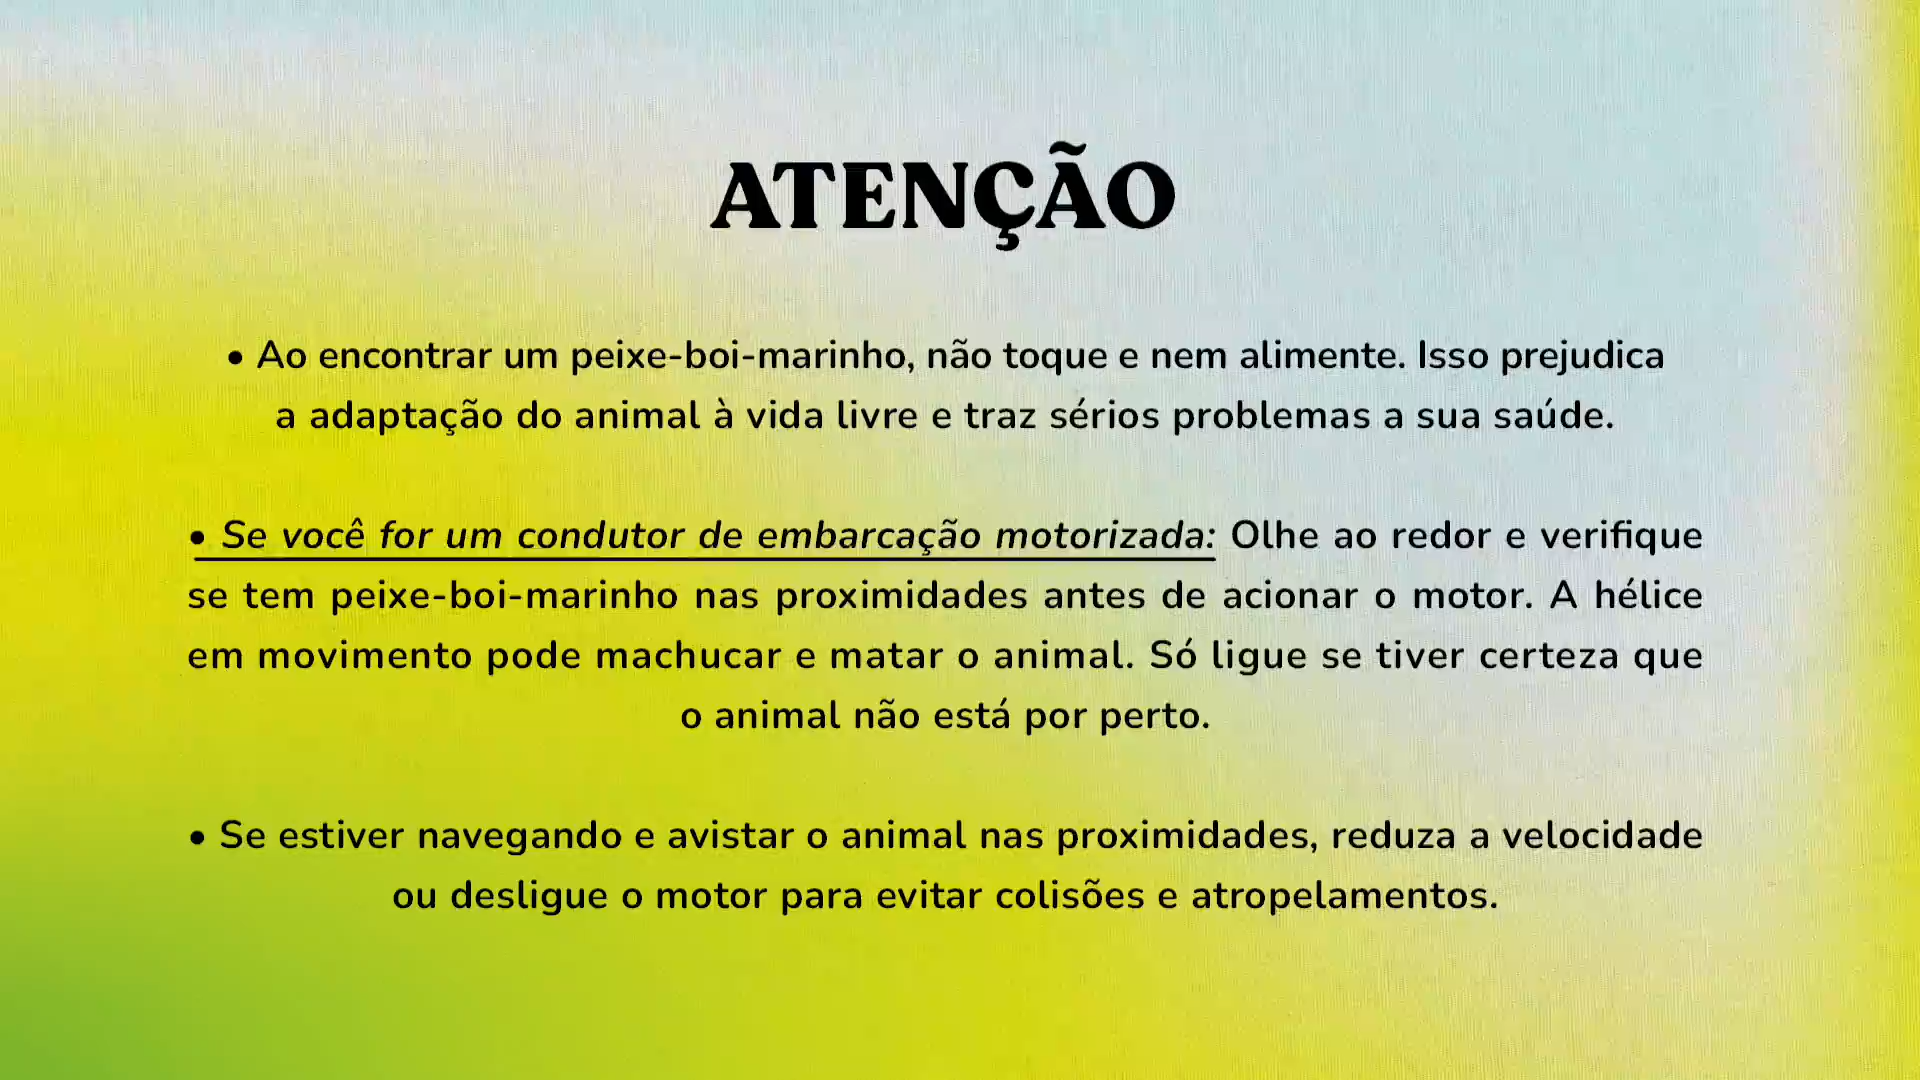 ATENÇÃO
• Ao encontrar um peixe-boi-marinho, não toque e nem alimente. Isso prejudica
a adaptação do animal à vida livre e traz sérios problemas a sua saúde.
• Se você for um condutor de embarcação motorizada: Olhe ao redor e verifique
se tem peixe-boi-marinho nas proximidades antes de acionar o motor. A hélice
em movimento pode machucar e matar o animal. Só ligue se tiver certeza que
o animal não está por perto.
• Se estiver navegando e avistar o animal nas proximidades, reduza a velocidade
ou desligue o motor para evitar colisões e atropelamentos.